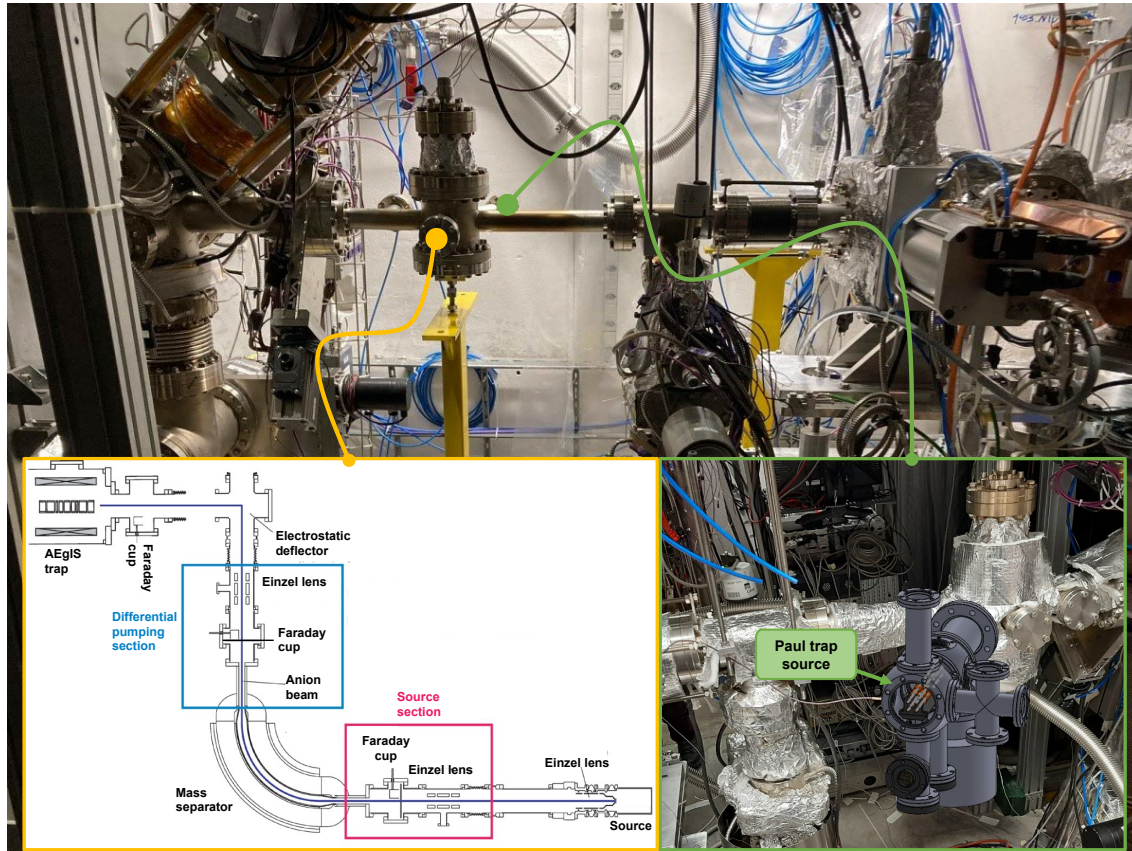 AEgIS
trap
Faraday
cup
Electrostatic
deflector
Einzel lens
Differential
pumping
section
Faraday
cup
Anion
beam
Source
section
Faraday
cup
Einzel lens
Einzel lens
Mass
separator
Source
Paul trap
source